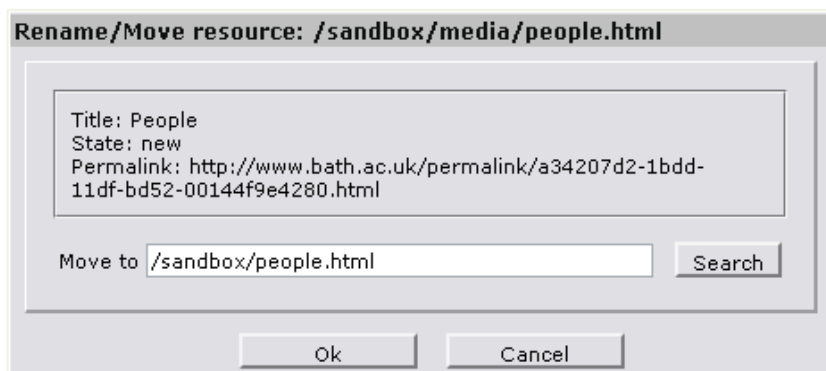 Rename/Move resource: /sandbox/media/people.html
Title: People
State: new
Permalink: http://www.bath.ac.uk/permalink/a34207d2-1bdd-
11df-bd52-00144f9e4280.html
Move to /sandbox/people.html Search
Ok Cancel